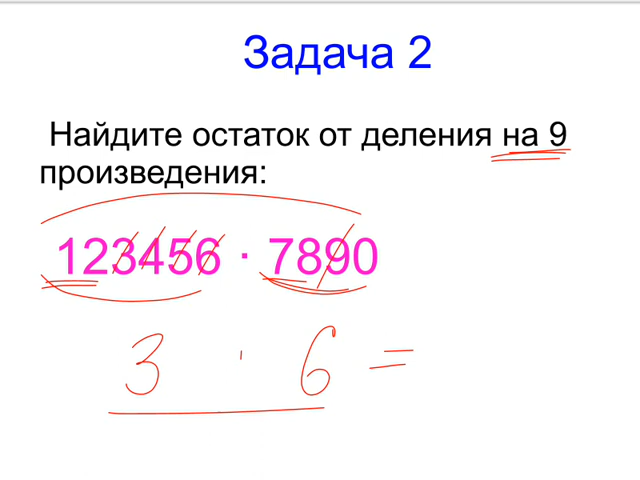 Задача 2
Найдите остаток от деления на 9
произведения:
123456 · 7890
3 · 6 =